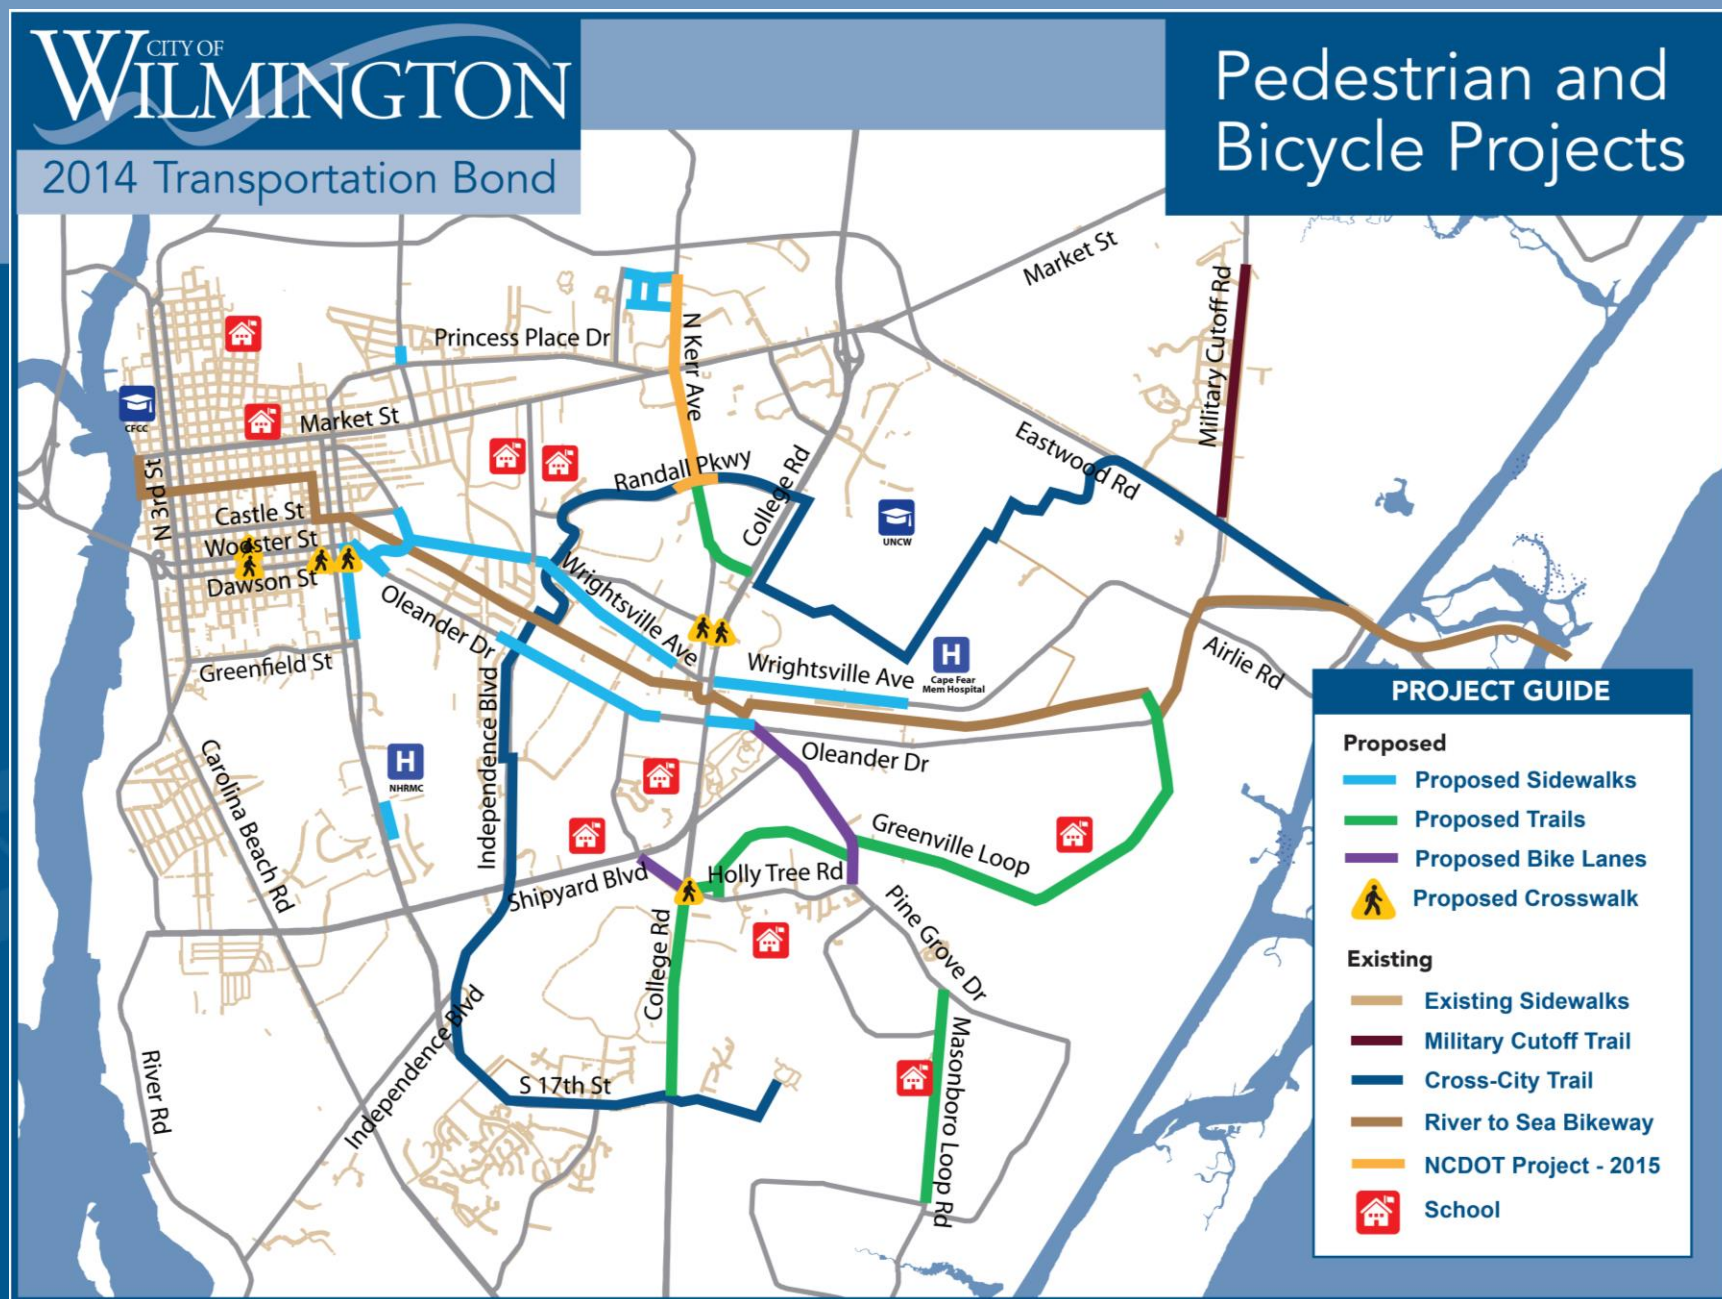 CITY OF
WILMINGTON
2014 Transportation Bond
Pedestrian and
Bicycle Projects
Market St
Military Cutoff Rd
Princess Place Dr
N Kerr Ave
CFCC
Market St
Eastwood Rd
Randall Pkwy
College Rd
N 3rd St
Castle St
UNCW
Wooster St
Dawson St
Wrightsville Ave
Oleander Dr
Greenfield St
Wrightsville Ave
H
Cape Fear
Mem Hospital
Airlie Rd
Independence Blvd
Carolina Beach Rd
H
NHRMC
Oleander Dr
Greenville Loop
Shipyard Blvd
Holly Tree Rd
Pine Grove Dr
College Rd
Independence Blvd
River Rd
S 17th St
Masonboro Loop Rd
PROJECT GUIDE
Proposed
Proposed Sidewalks
Proposed Trails
Proposed Bike Lanes
Proposed Crosswalk
Existing
Existing Sidewalks
Military Cutoff Trail
Cross-City Trail
River to Sea Bikeway
NCDOT Project - 2015
School